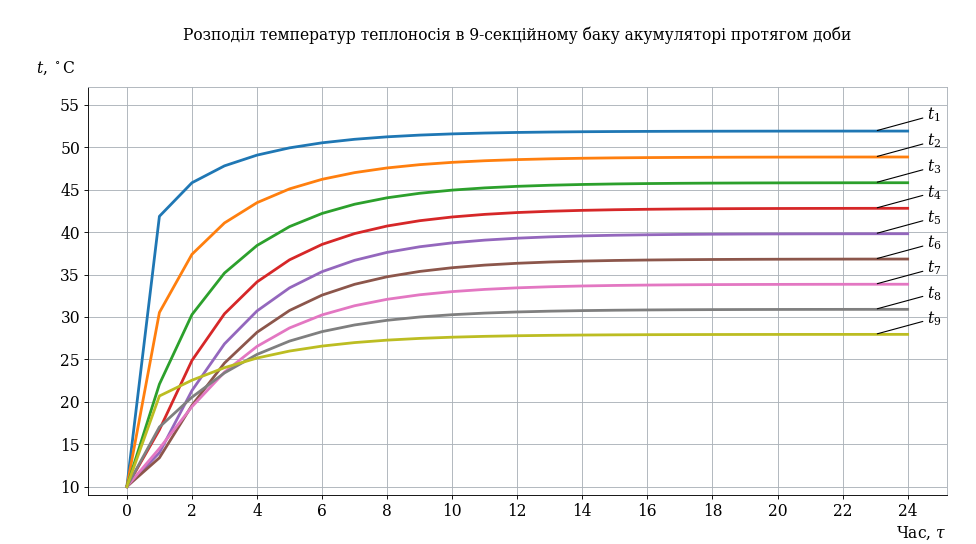 Розподіл температур теплоносія в 9-секційному баку акумуляторі протягом доби
t, °C
55
50
45
40
35
30
25
20
15
10
t₁
t₂
t₃
t₄
t₅
t₆
t₇
t₈
t₉
0 2 4 6 8 10 12 14 16 18 20 22 24
Час, τ